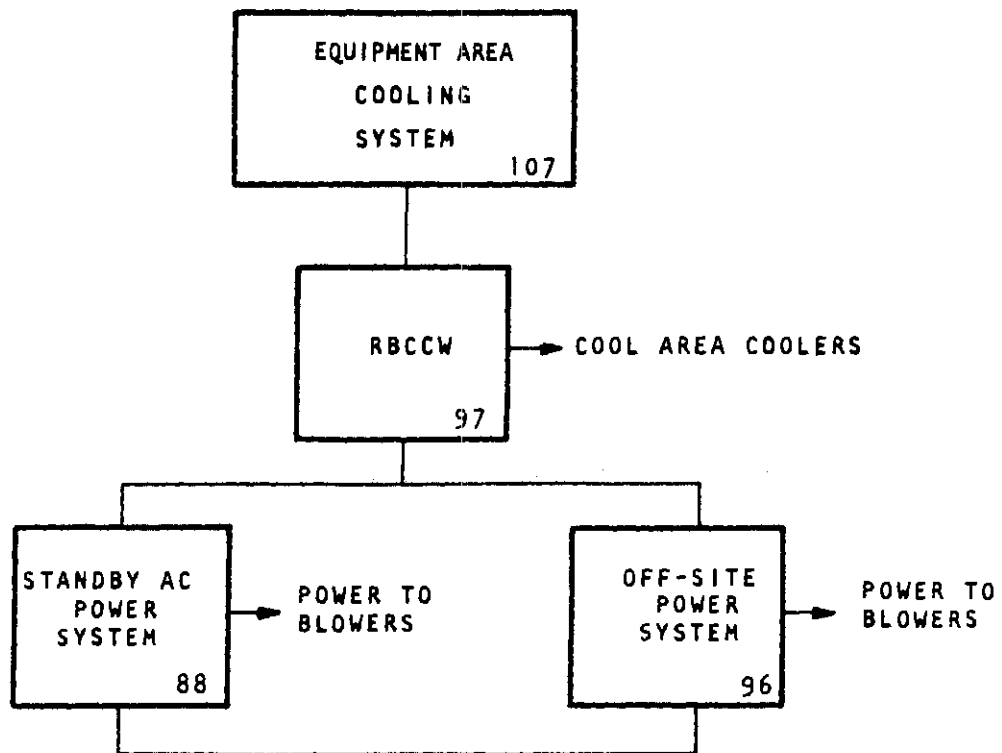 EQUIPMENT AREA
COOLING
SYSTEM
107
RBCCW
97
COOL AREA COOLERS
STANDBY AC
POWER
SYSTEM
88
POWER TO
BLOWERS
OFF-SITE
POWER
SYSTEM
96
POWER TO
BLOWERS